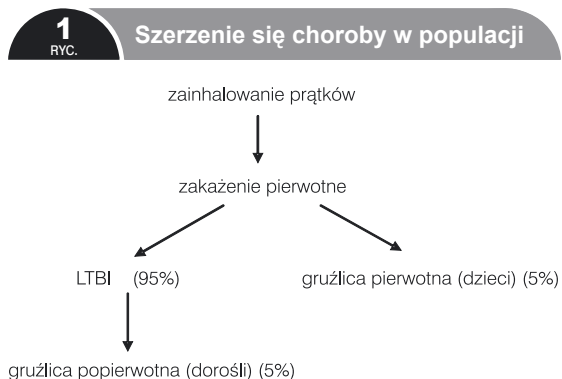 1
RYC.
Szerzenie się choroby w populacji
zainhalowanie prątków
zakażenie pierwotne
LTBI (95%)
gruźlica pierwotna (dzieci) (5%)
gruźlica popierwotna (dorośli) (5%)